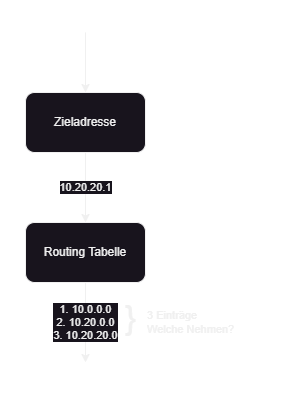 Zieladresse
10.20.20.1
Routing Tabelle
1. 10.0.0.0
2. 10.20.0.0
3. 10.20.20.0
3 Einträge
Welche Nehmen?